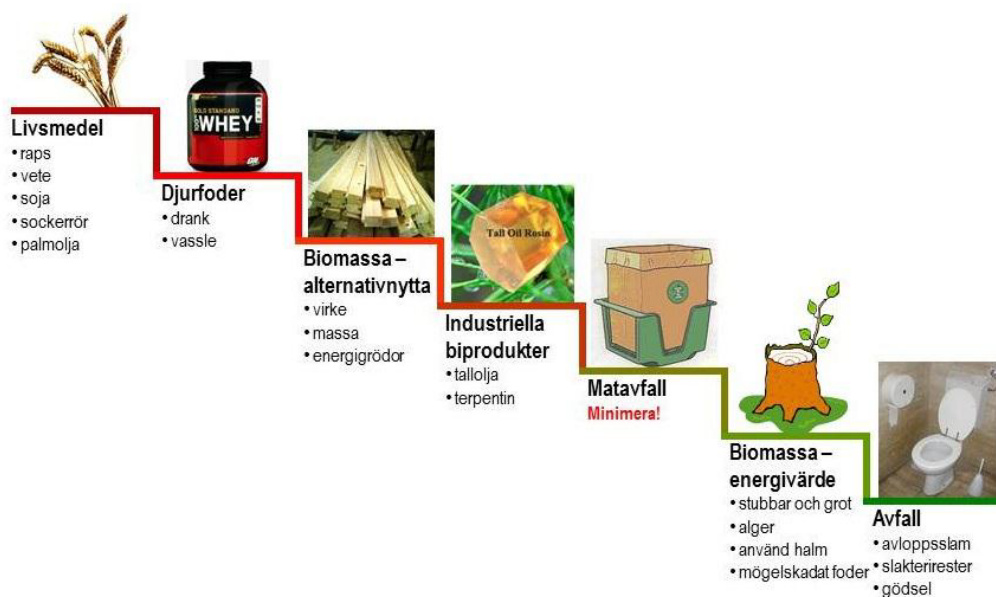 Livsmedel
• raps
• vete
• soja
• sockerrör
• palmolja
GOLD STANDARD
100%
WHEY
ON
Djurfoder
• drank
• vassle
Biomassa –
alternativnytta
• virke
• massa
• energigrödor
Tall Oil Rosin
Industriella
biprodukter
• tallolja
• terpentin
Matavfall
Minimera!
Biomassa –
energivärde
• stubbar och grot
• alger
• använd halm
• mögelskadat foder
Avfall
• avloppsslam
• slakterirester
• gödsel